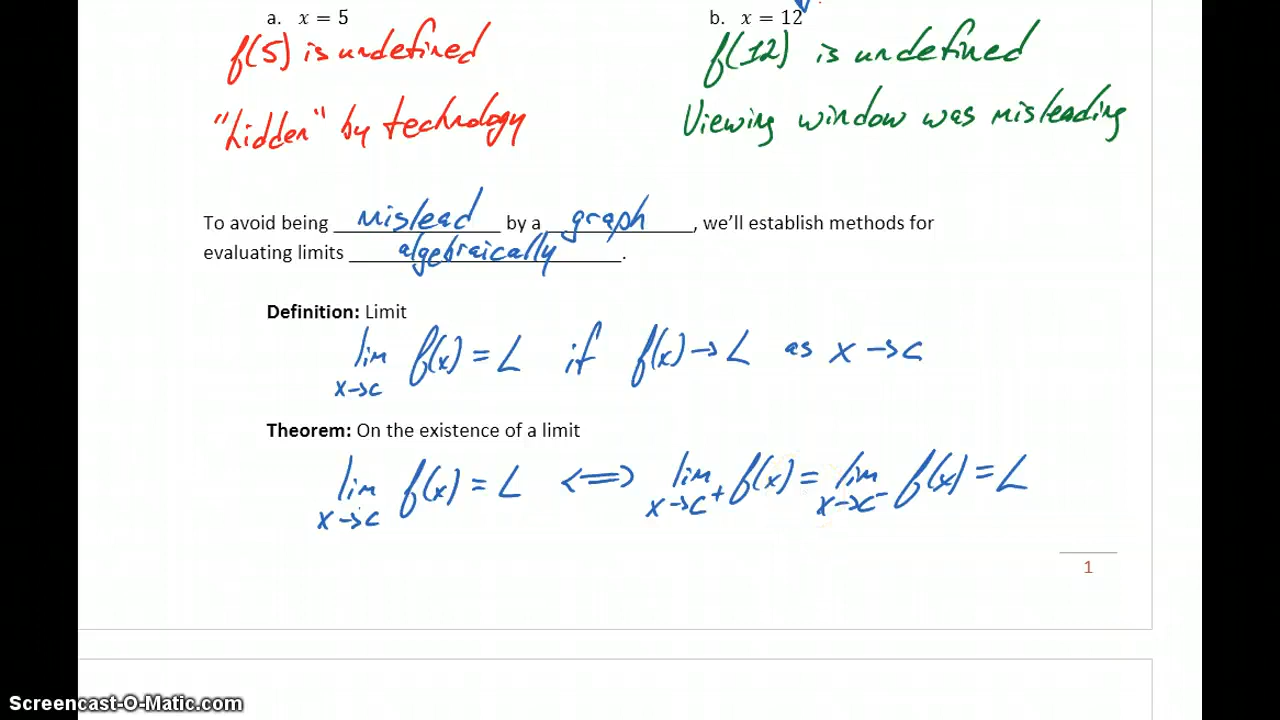 a. x = 5
b. x = 12
f(5) is undefined
f(12) is undefined
"hidden" by technology
Viewing window was misleading
To avoid being mislead by a graph, we'll establish methods for
evaluating limits algebraically.
Definition: Limit
lim x→c f(x) = L if f(x) → L as x → c
Theorem: On the existence of a limit
lim x→c f(x) = L ⟺ lim x→c⁺ f(x) = lim x→c⁻ f(x) = L
1
Screencast-O-Matic.com